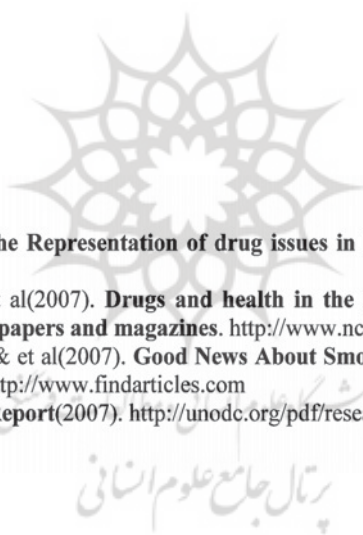 he Representation of drug issues in
al(2007). Drugs and health in the
papers and magazines. http://www.nc
& et al(2007). Good News About Smo
tp://www.findarticles.com
eport(2007). http://unodc.org/pdf/rese
پرتال جامع علوم انسانی